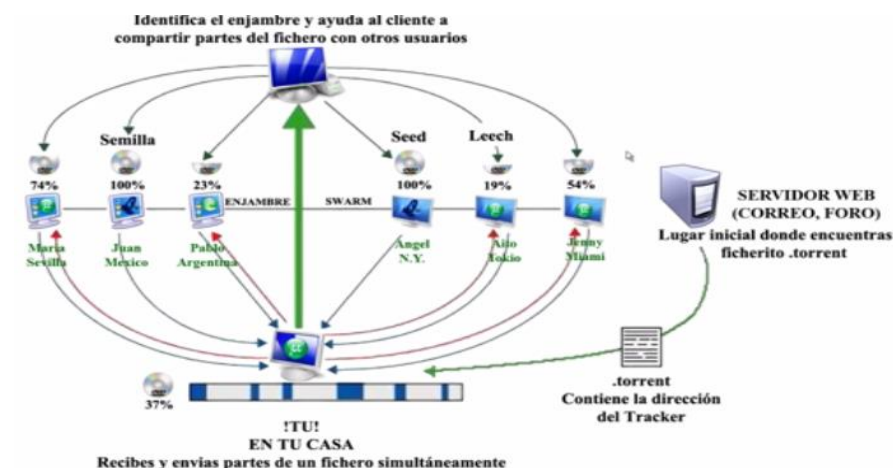 Identifica el enjambre y ayuda al cliente a
compartir partes del fichero con otros usuarios
Semilla
Seed
Leech
74%
100%
23%
100%
19%
54%
ENJAMBRE
SWARM
María
Sevilla
Juan
Mexico
Pablo
Argentina
Ángel
N.Y.
Aito
Tokio
Jenny
Miami
SERVIDOR WEB
(CORREO, FORO)
Lugar inicial donde encuentras
ficherito .torrent
.torrent
Contiene la dirección
del Tracker
37%
!TU!
EN TU CASA
Recibes y envias partes de un fichero simultáneamente